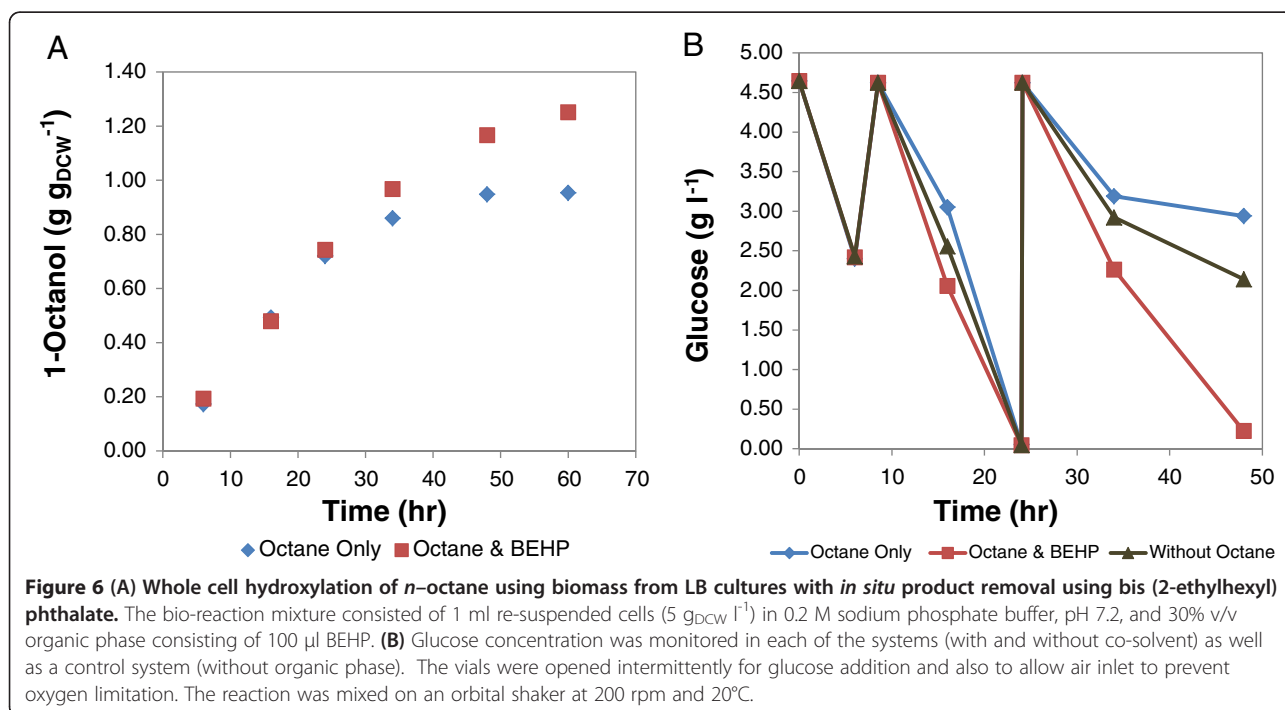 A
1.40
1.20
1.00
0.80
0.60
0.40
0.20
0.00
1-Octanol (g g_DCW⁻¹)
0 10 20 30 40 50 60 70
Time (hr)
Octane Only Octane & BEHP
B
5.00
4.50
4.00
3.50
3.00
2.50
2.00
1.50
1.00
0.50
0.00
Glucose (g l⁻¹)
0 10 20 30 40 50
Time (hr)
Octane Only Octane & BEHP Without Octane
Figure 6 (A) Whole cell hydroxylation of n–octane using biomass from LB cultures with in situ product removal using bis (2-ethylhexyl)
phthalate. The bio-reaction mixture consisted of 1 ml re-suspended cells (5 g_DCW l⁻¹) in 0.2 M sodium phosphate buffer, pH 7.2, and 30% v/v
organic phase consisting of 100 μl BEHP. (B) Glucose concentration was monitored in each of the systems (with and without co-solvent) as well
as a control system (without organic phase). The vials were opened intermittently for glucose addition and also to allow air inlet to prevent
oxygen limitation. The reaction was mixed on an orbital shaker at 200 rpm and 20°C.